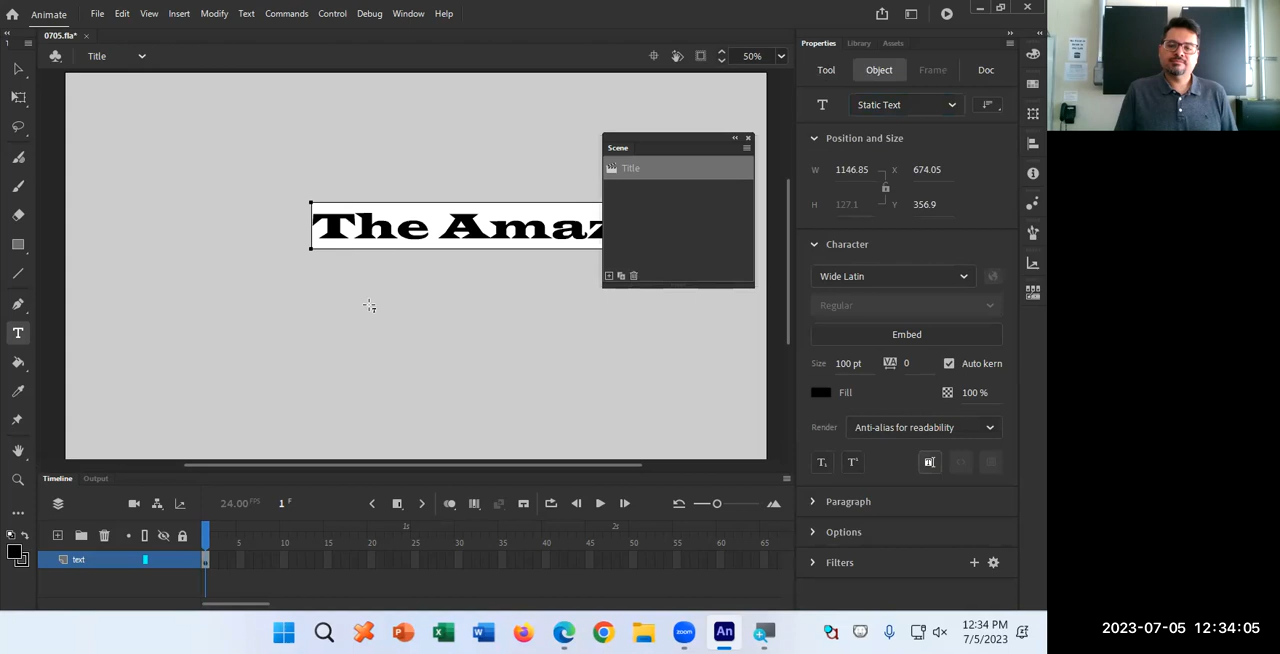 Animate
File
Edit
View
Insert
Modify
Text
Commands
Control
Debug
Window
Help
0705.fla*
Title
50%
The Amaz
Scene
Title
Properties
Library
Assets
Tool
Object
Frame
Doc
Static Text
Position and Size
W 1146.85 X 674.05
H 127.1 Y 356.9
Character
Wide Latin
Regular
Embed
Size 100 pt 0 Auto kern
Fill 100 %
Render Anti-alias for readability
Paragraph
Options
Filters
Timeline
Output
24.00 FPS 1 F
1s 2s
5 10 15 20 25 30 35 40 45 50 55 60 65
text
12:34 PM
7/5/2023
2023-07-05 12:34:05